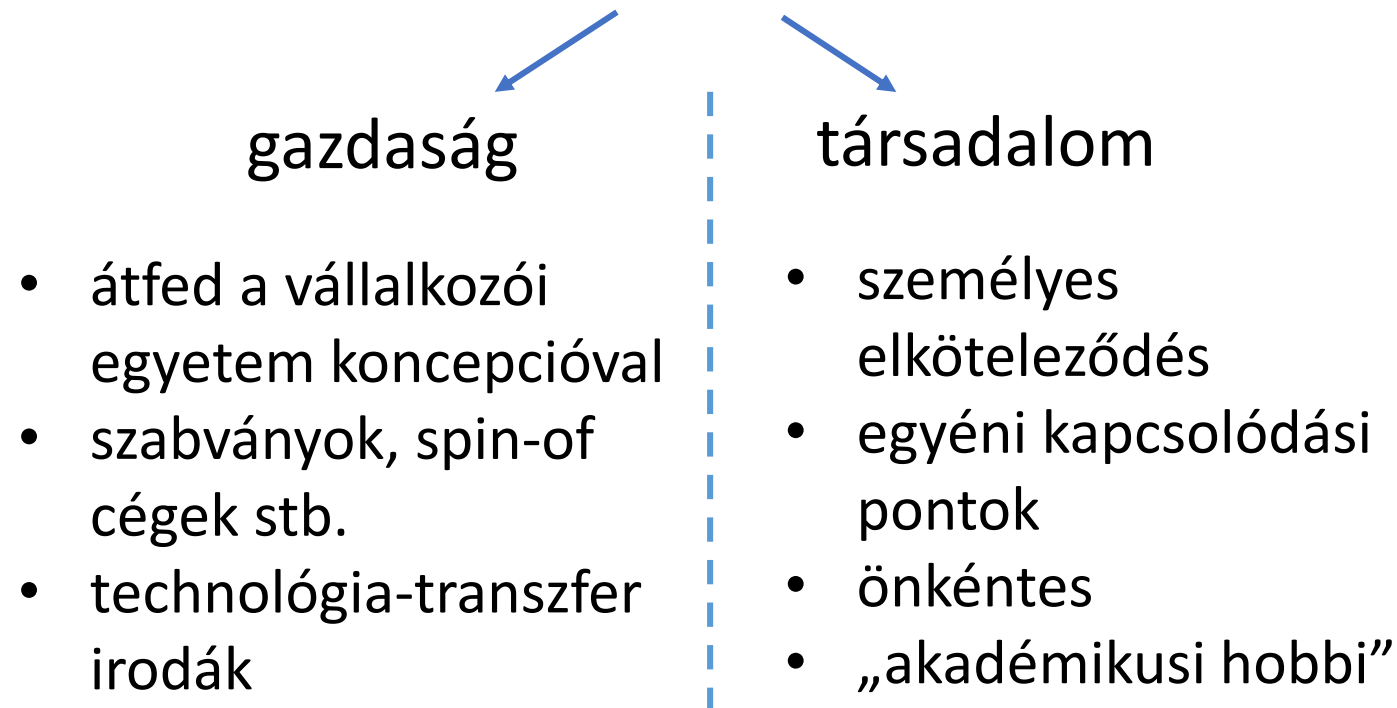 gazdaság
• átfed a vállalkozói
egyetem koncepcióval
• szabványok, spin-of
cégek stb.
• technológia-transzfer
irodák
társadalom
• személyes
elköteleződés
• egyéni kapcsolódási
pontok
• önkéntes
• „akadémikusi hobbi”